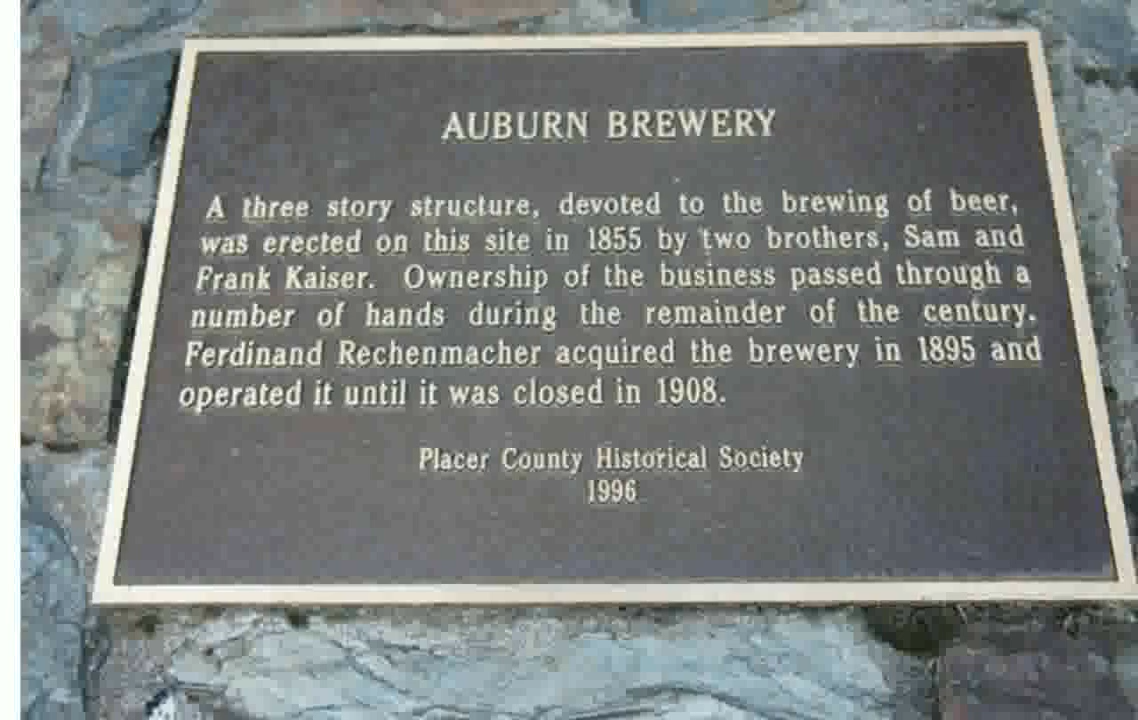 AUBURN BREWERY
A three story structure, devoted to the brewing of beer,
was erected on this site in 1855 by two brothers, Sam and
Frank Kaiser. Ownership of the business passed through a
number of hands during the remainder of the century.
Ferdinand Rechenmacher acquired the brewery in 1895 and
operated it until it was closed in 1908.
Placer County Historical Society
1996